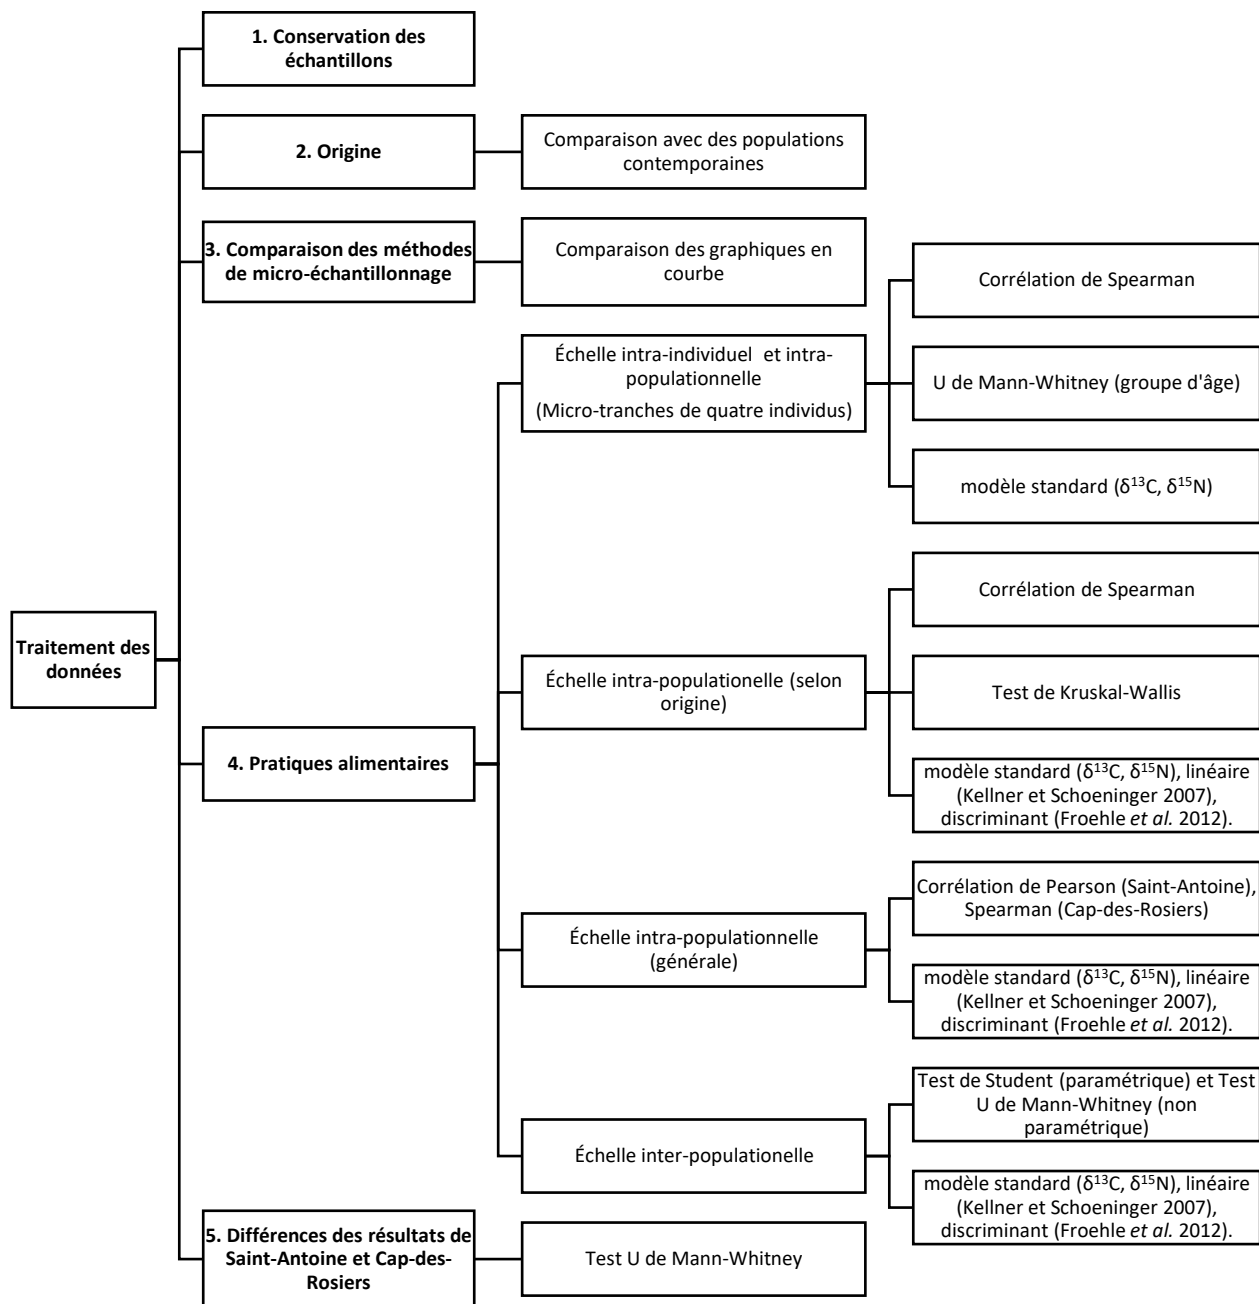 1. Conservation des
échantillons
2. Origine
Comparaison avec des populations
contemporaines
3. Comparaison des méthodes
de micro-échantillonnage
Comparaison des graphiques en
courbe
Corrélation de Spearman
Échelle intra-individuel et intra-
populationnelle
(Micro-tranches de quatre individus)
U de Mann-Whitney (groupe d'âge)
modèle standard (δ¹³C, δ¹⁵N)
Corrélation de Spearman
Traitement des
données
Échelle intra-populationelle (selon
origine)
Test de Kruskal-Wallis
4. Pratiques alimentaires
modèle standard (δ¹³C, δ¹⁵N), linéaire
(Kellner et Schoeninger 2007),
discriminant (Froehle et al. 2012).
Corrélation de Pearson (Saint-Antoine),
Spearman (Cap-des-Rosiers)
Échelle intra-populationnelle
(générale)
modèle standard (δ¹³C, δ¹⁵N), linéaire
(Kellner et Schoeninger 2007),
discriminant (Froehle et al. 2012).
Test de Student (paramétrique) et Test
U de Mann-Whitney (non
paramétrique)
Échelle inter-populationelle
modèle standard (δ¹³C, δ¹⁵N), linéaire
(Kellner et Schoeninger 2007),
discriminant (Froehle et al. 2012).
5. Différences des résultats de
Saint-Antoine et Cap-des-
Rosiers
Test U de Mann-Whitney